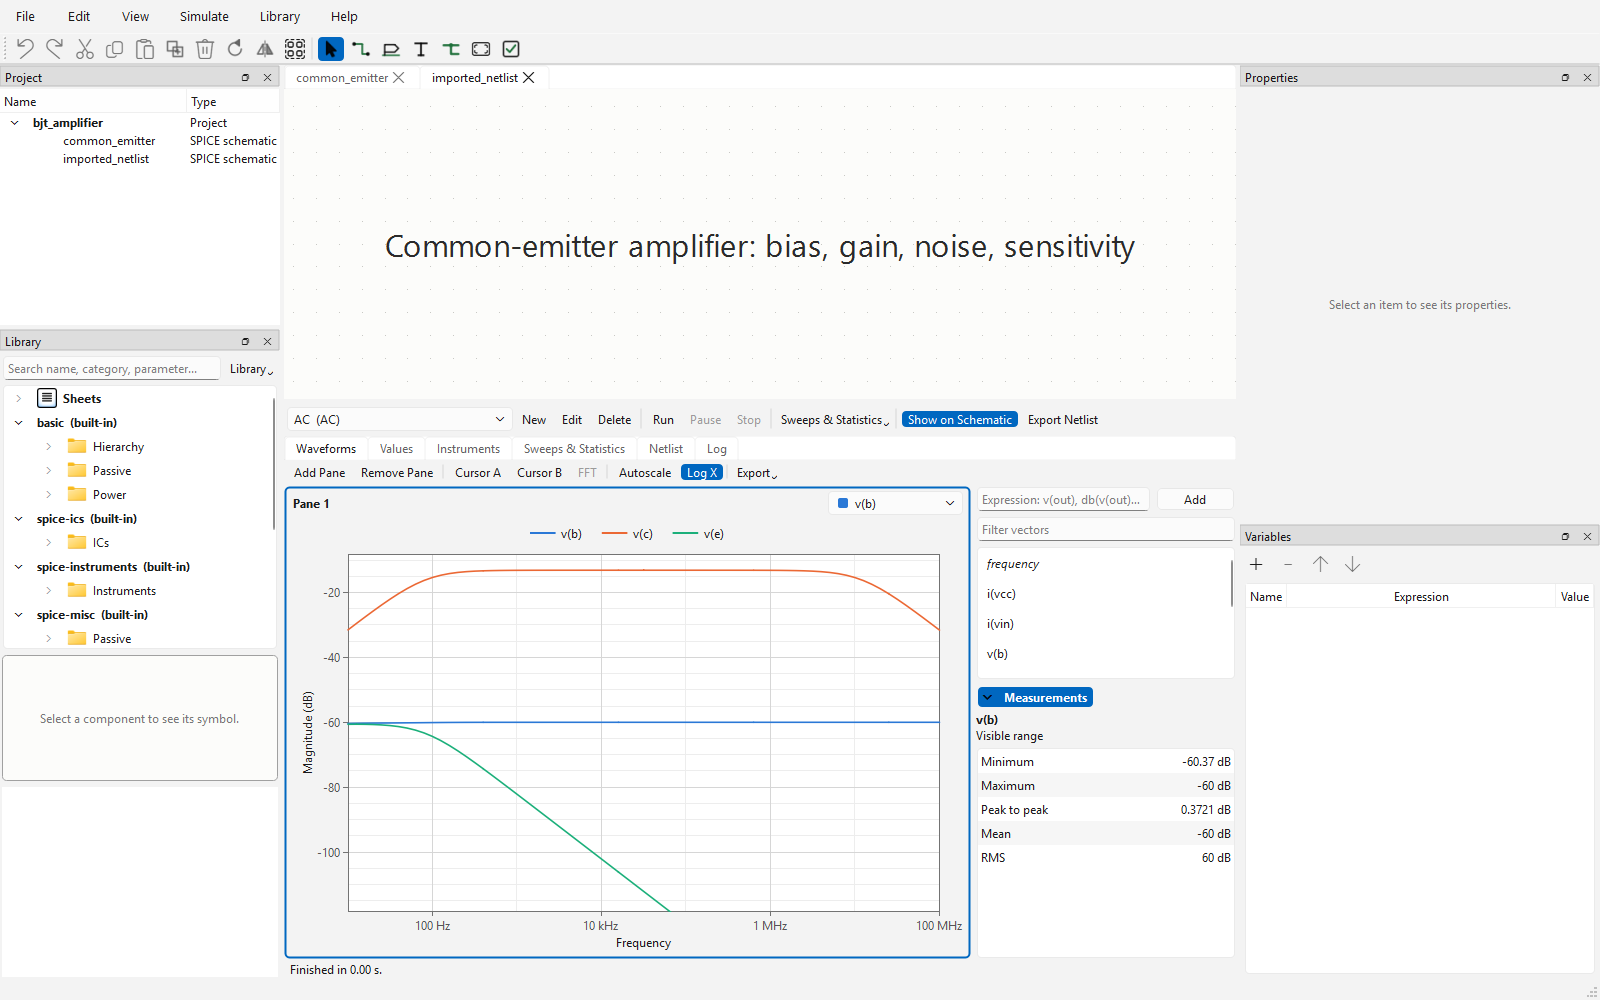 File Edit View Simulate Library Help
Project
Name Type
bjt_amplifier Project
common_emitter SPICE schematic
imported_netlist SPICE schematic
Library
Search name, category, parameter... Library
Sheets
basic (built-in)
Hierarchy
Passive
Power
spice-ics (built-in)
ICs
spice-instruments (built-in)
Instruments
spice-misc (built-in)
Passive
Select a component to see its symbol.
common_emitter imported_netlist
Common-emitter amplifier: bias, gain, noise, sensitivity
AC (AC) New Edit Delete Run Pause Stop Sweeps & Statistics Show on Schematic Export Netlist
Waveforms Values Instruments Sweeps & Statistics Netlist Log
Add Pane Remove Pane Cursor A Cursor B FFT Autoscale Log X Export
Pane 1 v(b)
v(b) v(c) v(e)
-20
-40
-60
-80
-100
Magnitude (dB)
100 Hz 10 kHz 1 MHz 100 MHz
Frequency
Finished in 0.00 s.
Expression: v(out), db(v(out)... Add
Filter vectors
frequency
i(vcc)
i(vin)
v(b)
Measurements
v(b)
Visible range
Minimum -60.37 dB
Maximum -60 dB
Peak to peak 0.3721 dB
Mean -60 dB
RMS 60 dB
Properties
Select an item to see its properties.
Variables
Name Expression Value